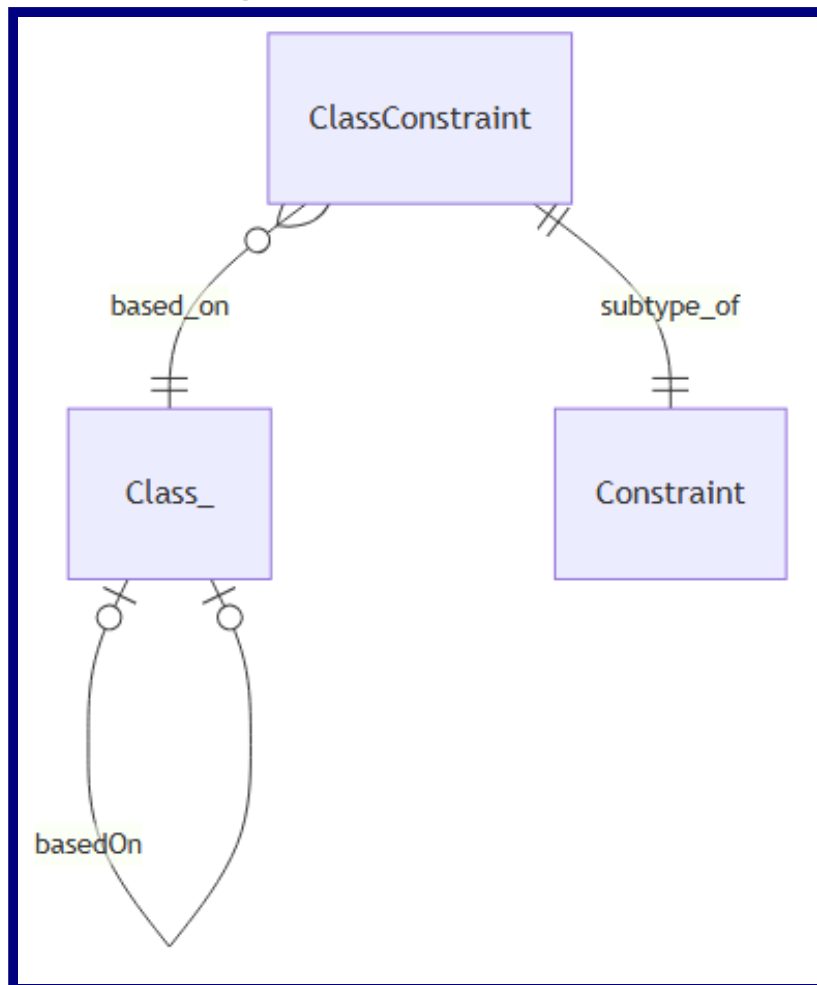 ClassConstraint
based_on
subtype_of
Class_
Constraint
basedOn